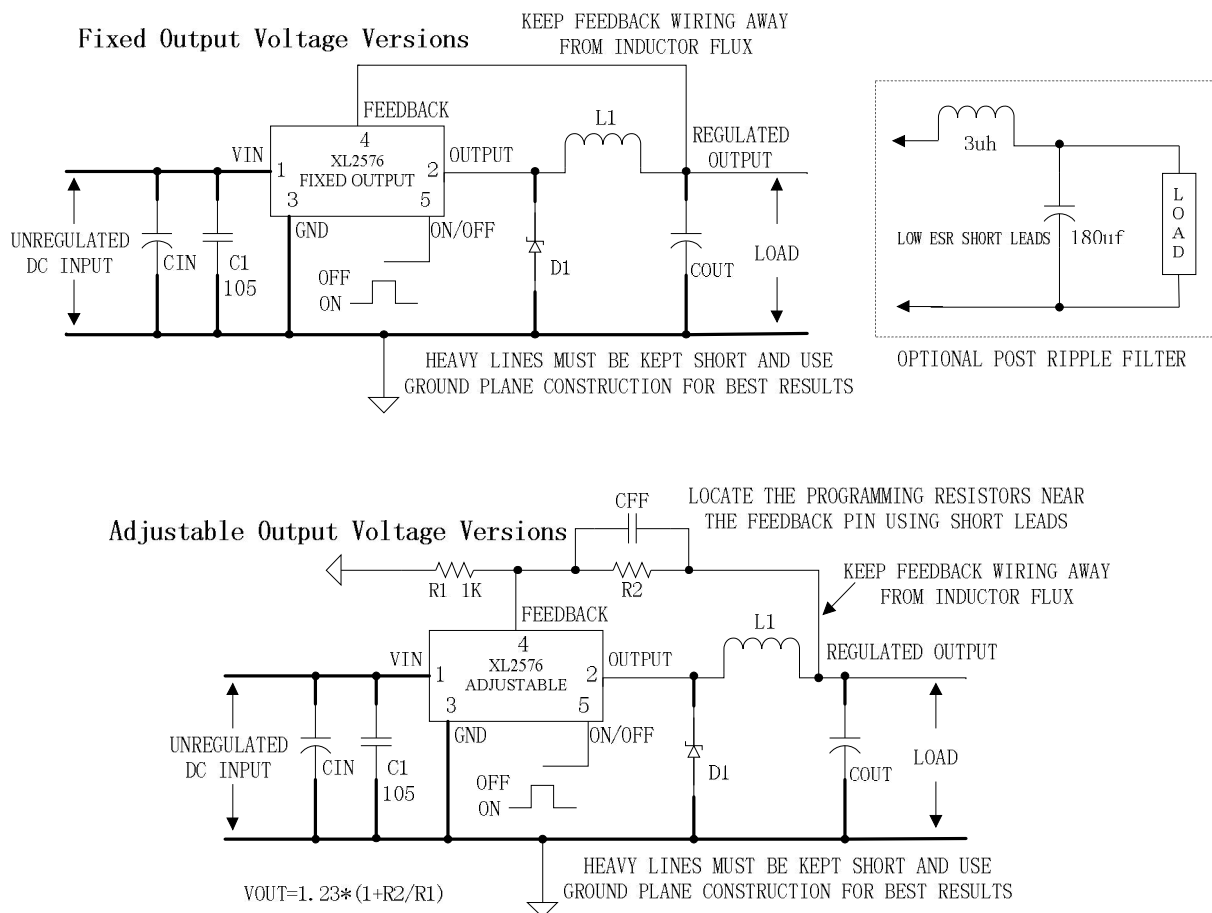 Fixed Output Voltage Versions
KEEP FEEDBACK WIRING AWAY
FROM INDUCTOR FLUX
FEEDBACK
4
XL2576
FIXED OUTPUT
VIN
1
2
OUTPUT
3
5
GND
ON/OFF
L1
REGULATED
OUTPUT
UNREGULATED
DC INPUT
CIN
C1
105
OFF
ON
D1
COUT
LOAD
HEAVY LINES MUST BE KEPT SHORT AND USE
GROUND PLANE CONSTRUCTION FOR BEST RESULTS
3uh
LOW ESR SHORT LEADS
180uf
LOAD
OPTIONAL POST RIPPLE FILTER
Adjustable Output Voltage Versions
CFF
LOCATE THE PROGRAMMING RESISTORS NEAR
THE FEEDBACK PIN USING SHORT LEADS
R1 1K
R2
KEEP FEEDBACK WIRING AWAY
FROM INDUCTOR FLUX
FEEDBACK
4
XL2576
ADJUSTABLE
VIN
1
2
OUTPUT
3
5
GND
ON/OFF
L1
REGULATED OUTPUT
UNREGULATED
DC INPUT
CIN
C1
105
OFF
ON
D1
COUT
LOAD
HEAVY LINES MUST BE KEPT SHORT AND USE
GROUND PLANE CONSTRUCTION FOR BEST RESULTS
VOUT=1.23*(1+R2/R1)